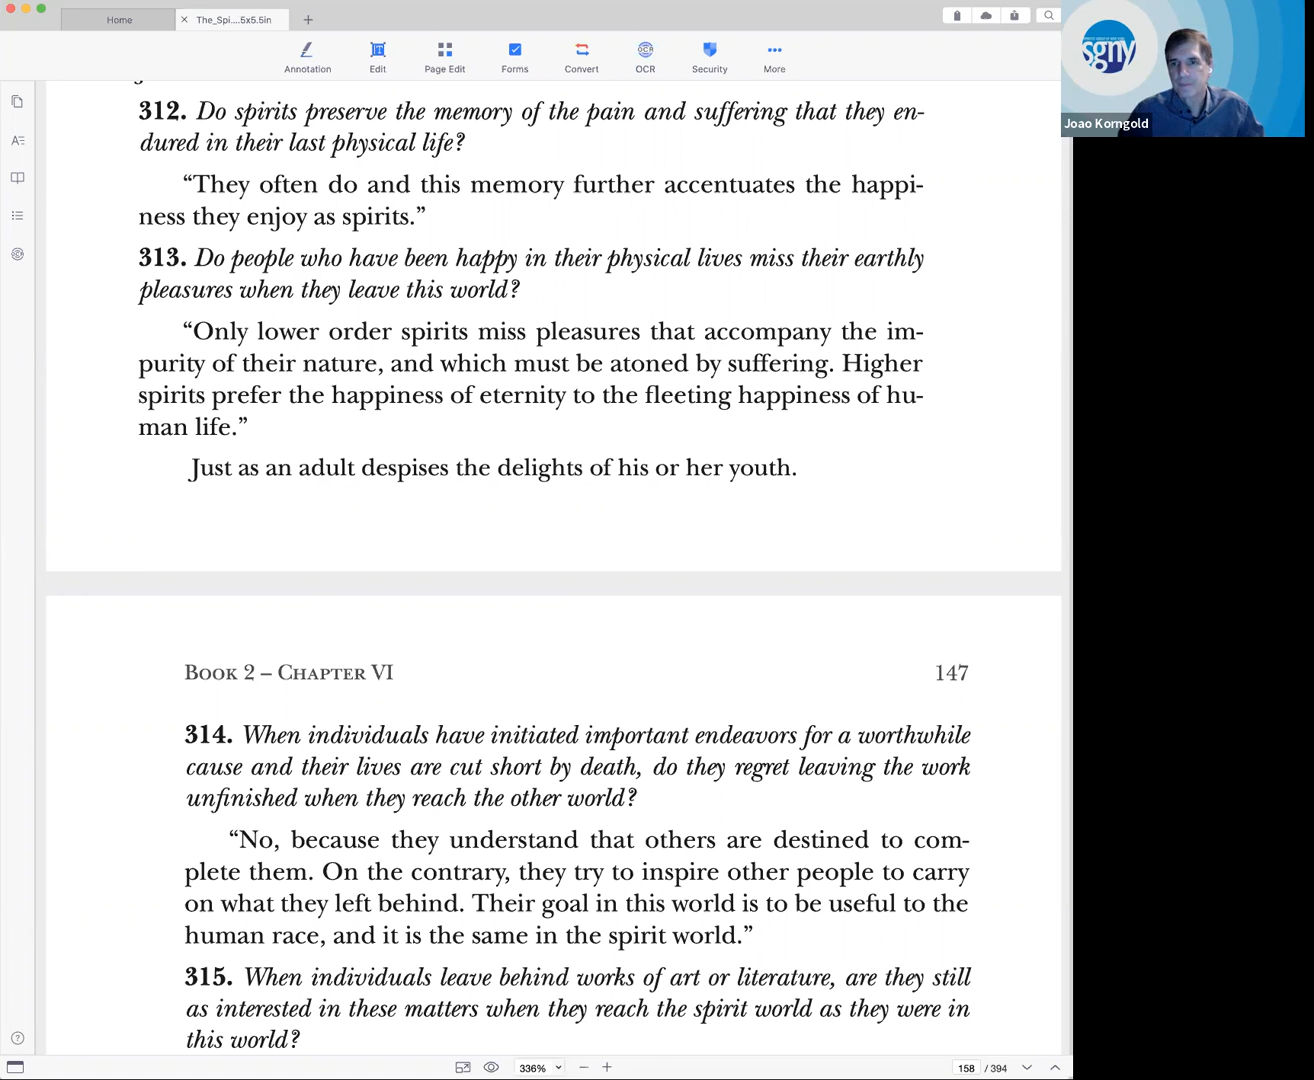 Home
The_Spi....5x5.5in
Annotation
Edit
Page Edit
Forms
Convert
OCR
Security
More
sgny
Joao Korngold
312. Do spirits preserve the memory of the pain and suffering that they en-
dured in their last physical life?
“They often do and this memory further accentuates the happi-
ness they enjoy as spirits.”
313. Do people who have been happy in their physical lives miss their earthly
pleasures when they leave this world?
“Only lower order spirits miss pleasures that accompany the im-
purity of their nature, and which must be atoned by suffering. Higher
spirits prefer the happiness of eternity to the fleeting happiness of hu-
man life.”
Just as an adult despises the delights of his or her youth.
Book 2 – Chapter VI 147
314. When individuals have initiated important endeavors for a worthwhile
cause and their lives are cut short by death, do they regret leaving the work
unfinished when they reach the other world?
“No, because they understand that others are destined to com-
plete them. On the contrary, they try to inspire other people to carry
on what they left behind. Their goal in this world is to be useful to the
human race, and it is the same in the spirit world.”
315. When individuals leave behind works of art or literature, are they still
as interested in these matters when they reach the spirit world as they were in
this world?
336%
158 / 394